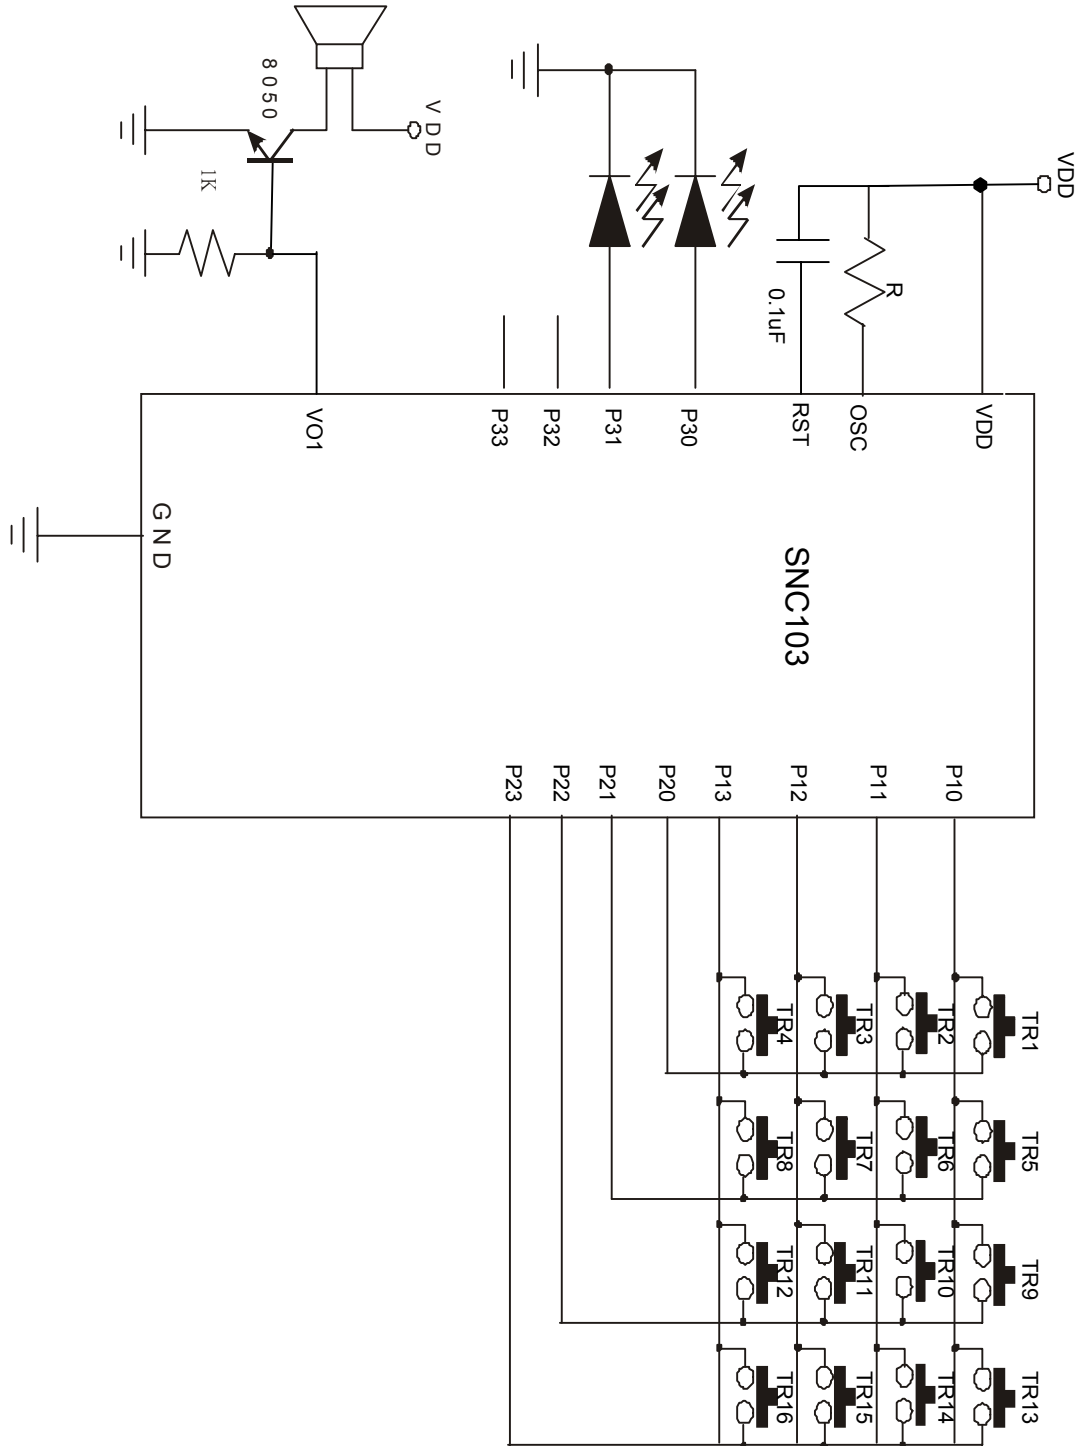 VDD
VDD
8050
1K
R
0.1uF
VDD
OSC
RST
P30
P31
P32
P33
VO1
GND
SNC103
P10
P11
P12
P13
P20
P21
P22
P23
TR1
TR2
TR3
TR4
TR5
TR6
TR7
TR8
TR9
TR10
TR11
TR12
TR13
TR14
TR15
TR16